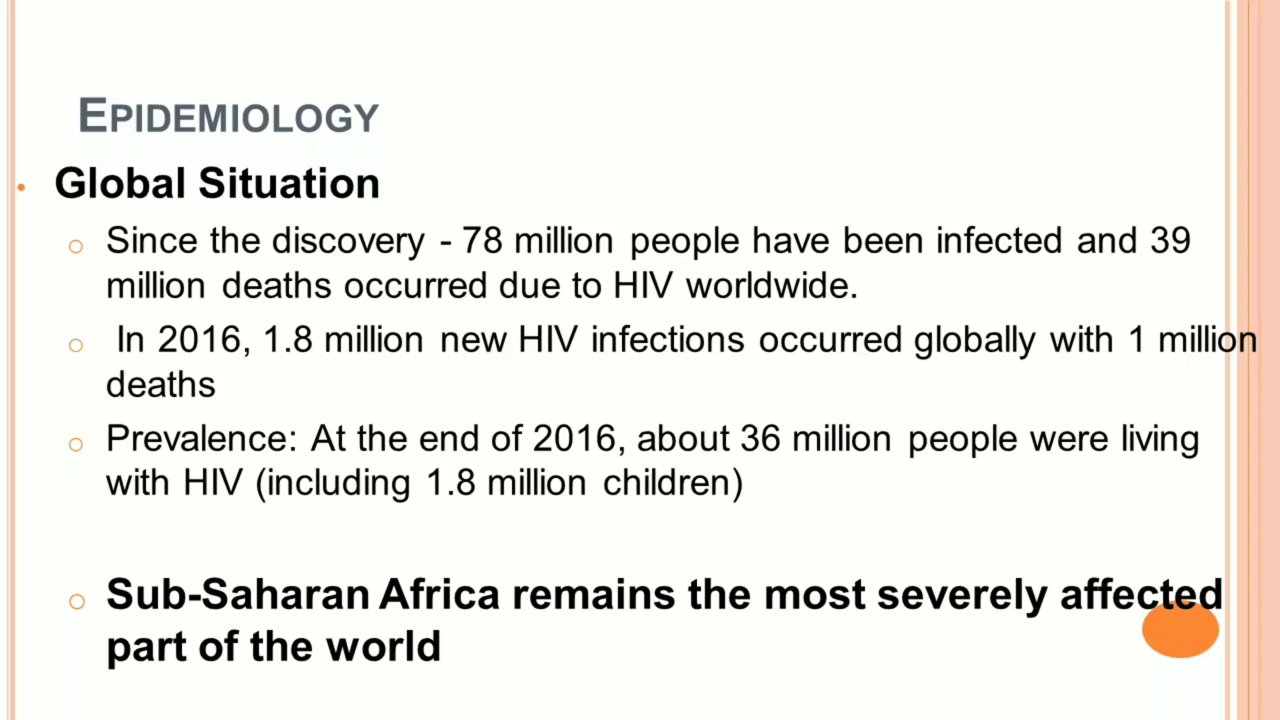 EPIDEMIOLOGY
• Global Situation
o Since the discovery - 78 million people have been infected and 39
million deaths occurred due to HIV worldwide.
o In 2016, 1.8 million new HIV infections occurred globally with 1 million
deaths
o Prevalence: At the end of 2016, about 36 million people were living
with HIV (including 1.8 million children)
o Sub-Saharan Africa remains the most severely affected
part of the world